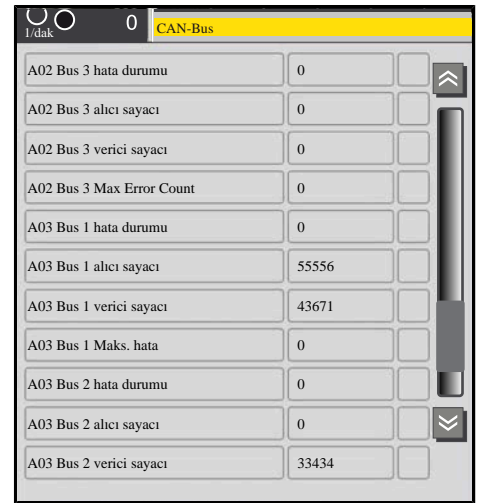 1/dak
0
CAN-Bus
A02 Bus 3 hata durumu 0
A02 Bus 3 alıcı sayacı 0
A02 Bus 3 verici sayacı 0
A02 Bus 3 Max Error Count 0
A03 Bus 1 hata durumu 0
A03 Bus 1 alıcı sayacı 55556
A03 Bus 1 verici sayacı 43671
A03 Bus 1 Maks. hata 0
A03 Bus 2 hata durumu 0
A03 Bus 2 alıcı sayacı 0
A03 Bus 2 verici sayacı 33434